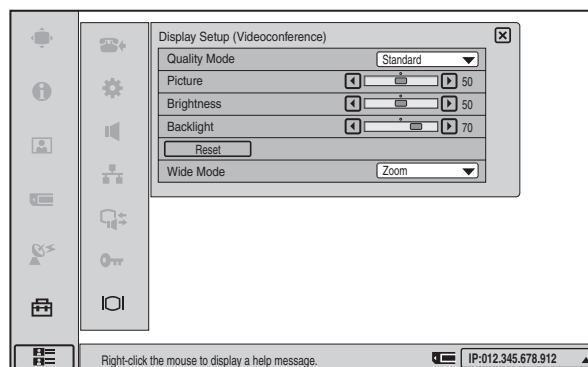 Display Setup (Videoconference)
Quality Mode Standard
Picture 50
Brightness 50
Backlight 70
Reset
Wide Mode Zoom
Right-click the mouse to display a help message.
IP:012.345.678.912